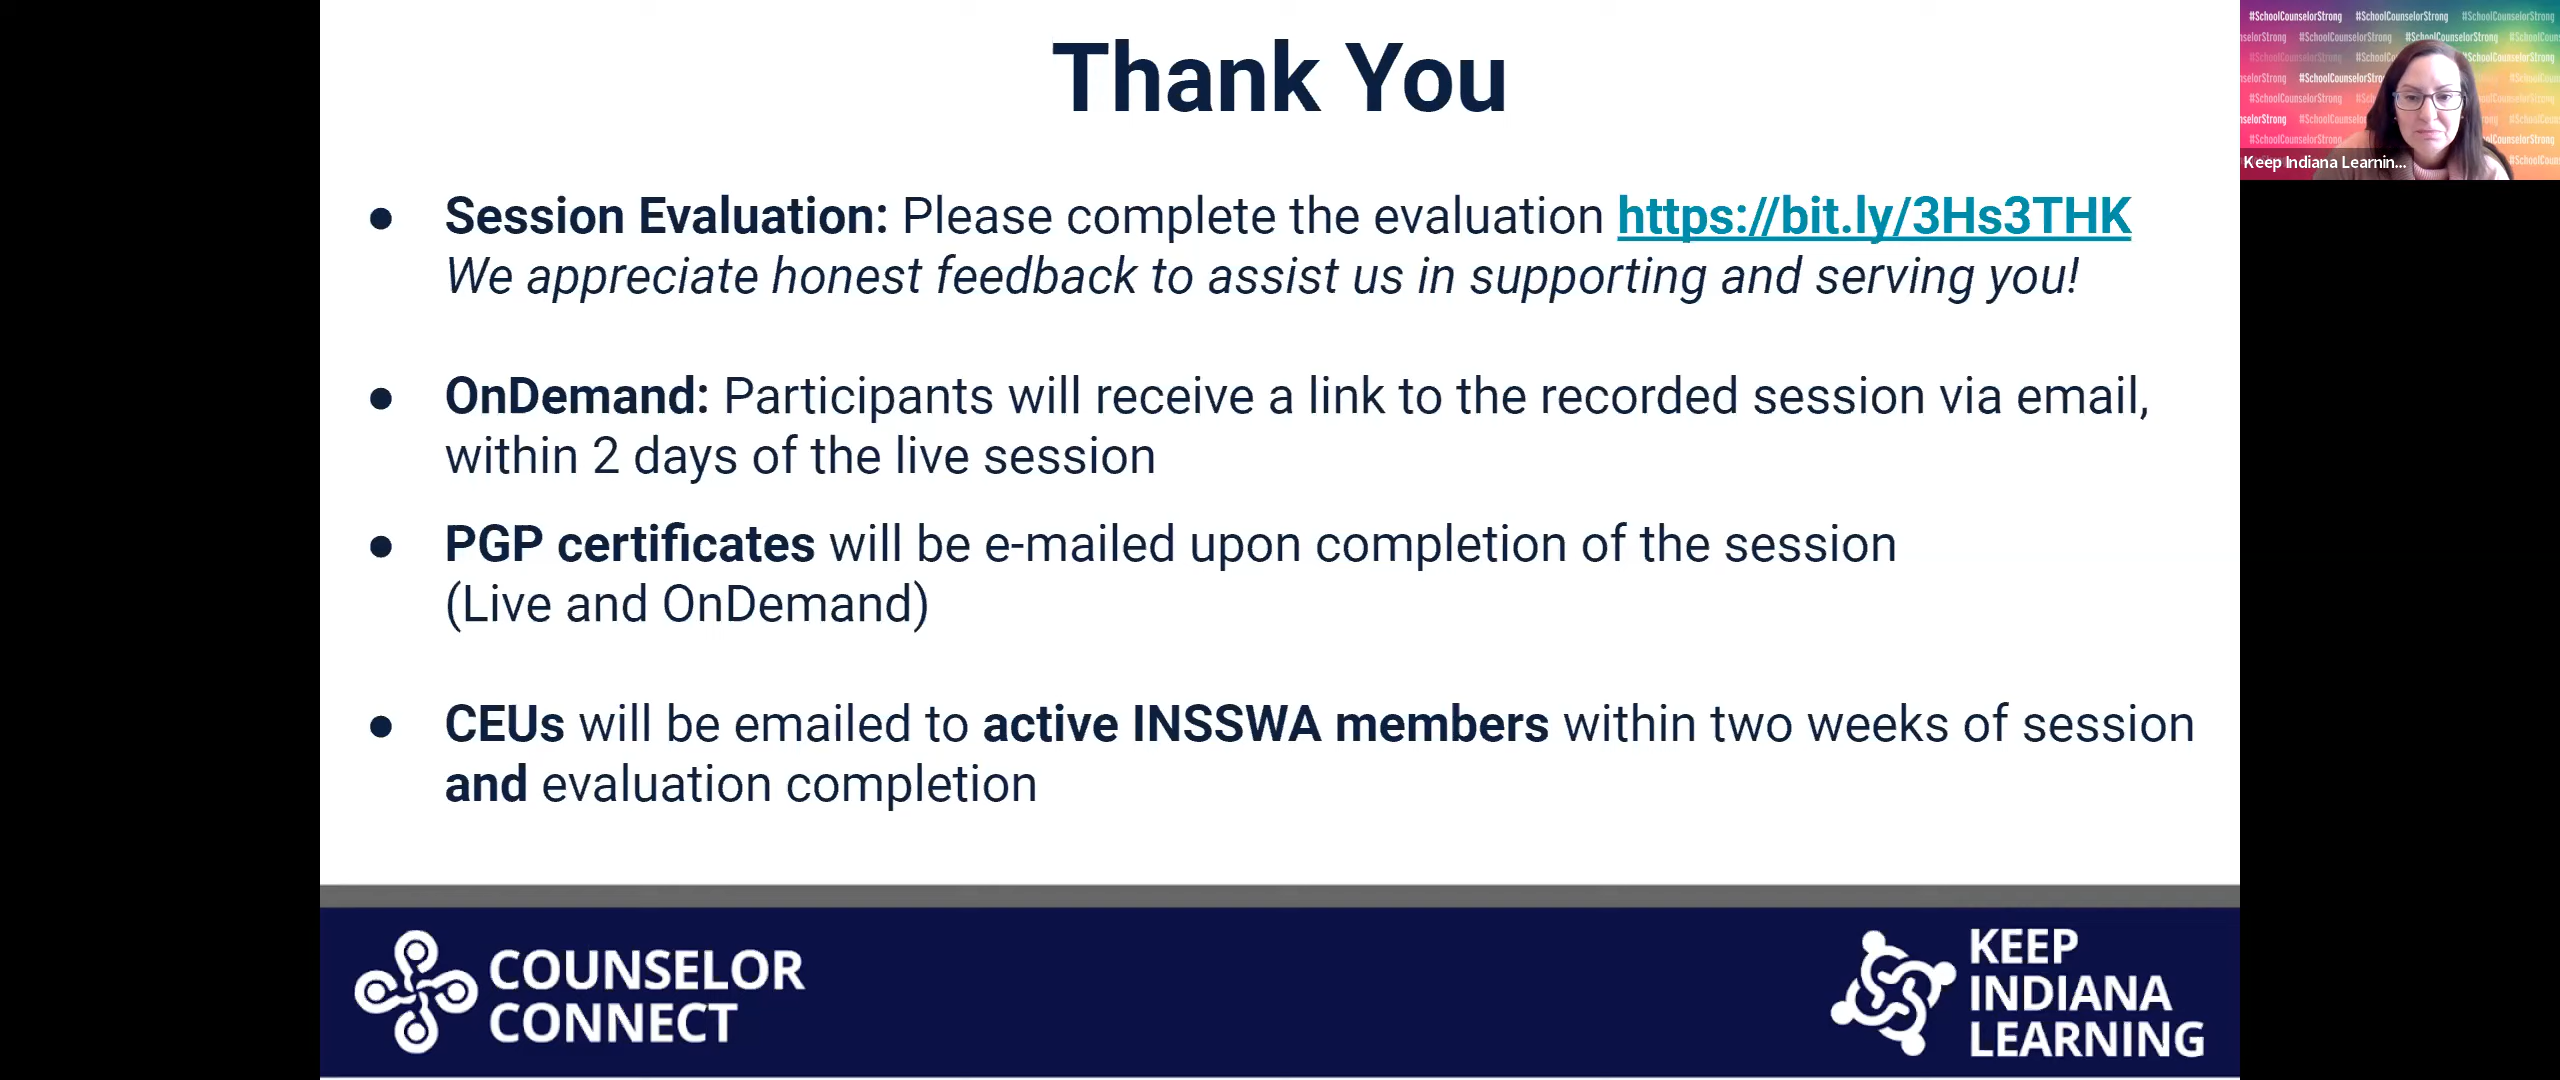 Thank You
● Session Evaluation: Please complete the evaluation https://bit.ly/3Hs3THK
We appreciate honest feedback to assist us in supporting and serving you!
● OnDemand: Participants will receive a link to the recorded session via email,
within 2 days of the live session
● PGP certificates will be e-mailed upon completion of the session
(Live and OnDemand)
● CEUs will be emailed to active INSSWA members within two weeks of session
and evaluation completion
COUNSELOR
CONNECT
KEEP
INDIANA
LEARNING
#SchoolCounselorStrong #SchoolCounselorStrong #SchoolCounselorStrong
Keep Indiana Learnin...